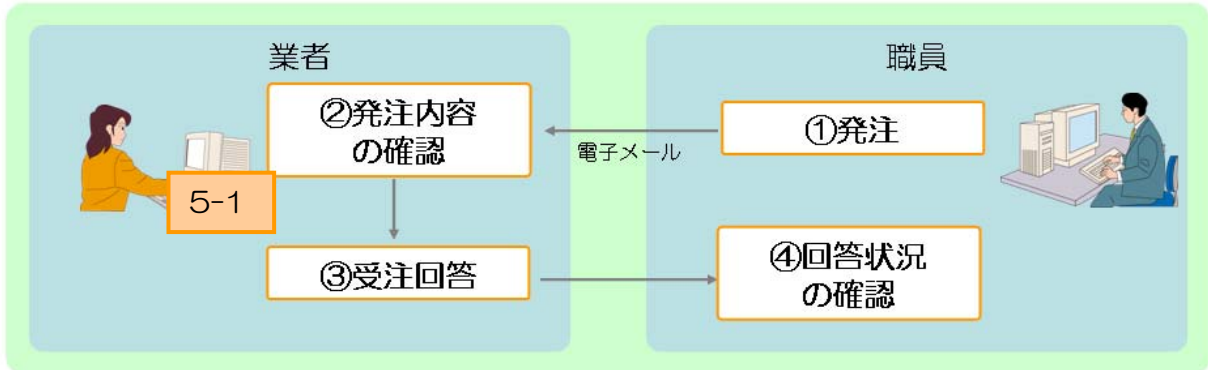 業者
職員
②発注内容
の確認
①発注
電子メール
5-1
③受注回答
④回答状況
の確認